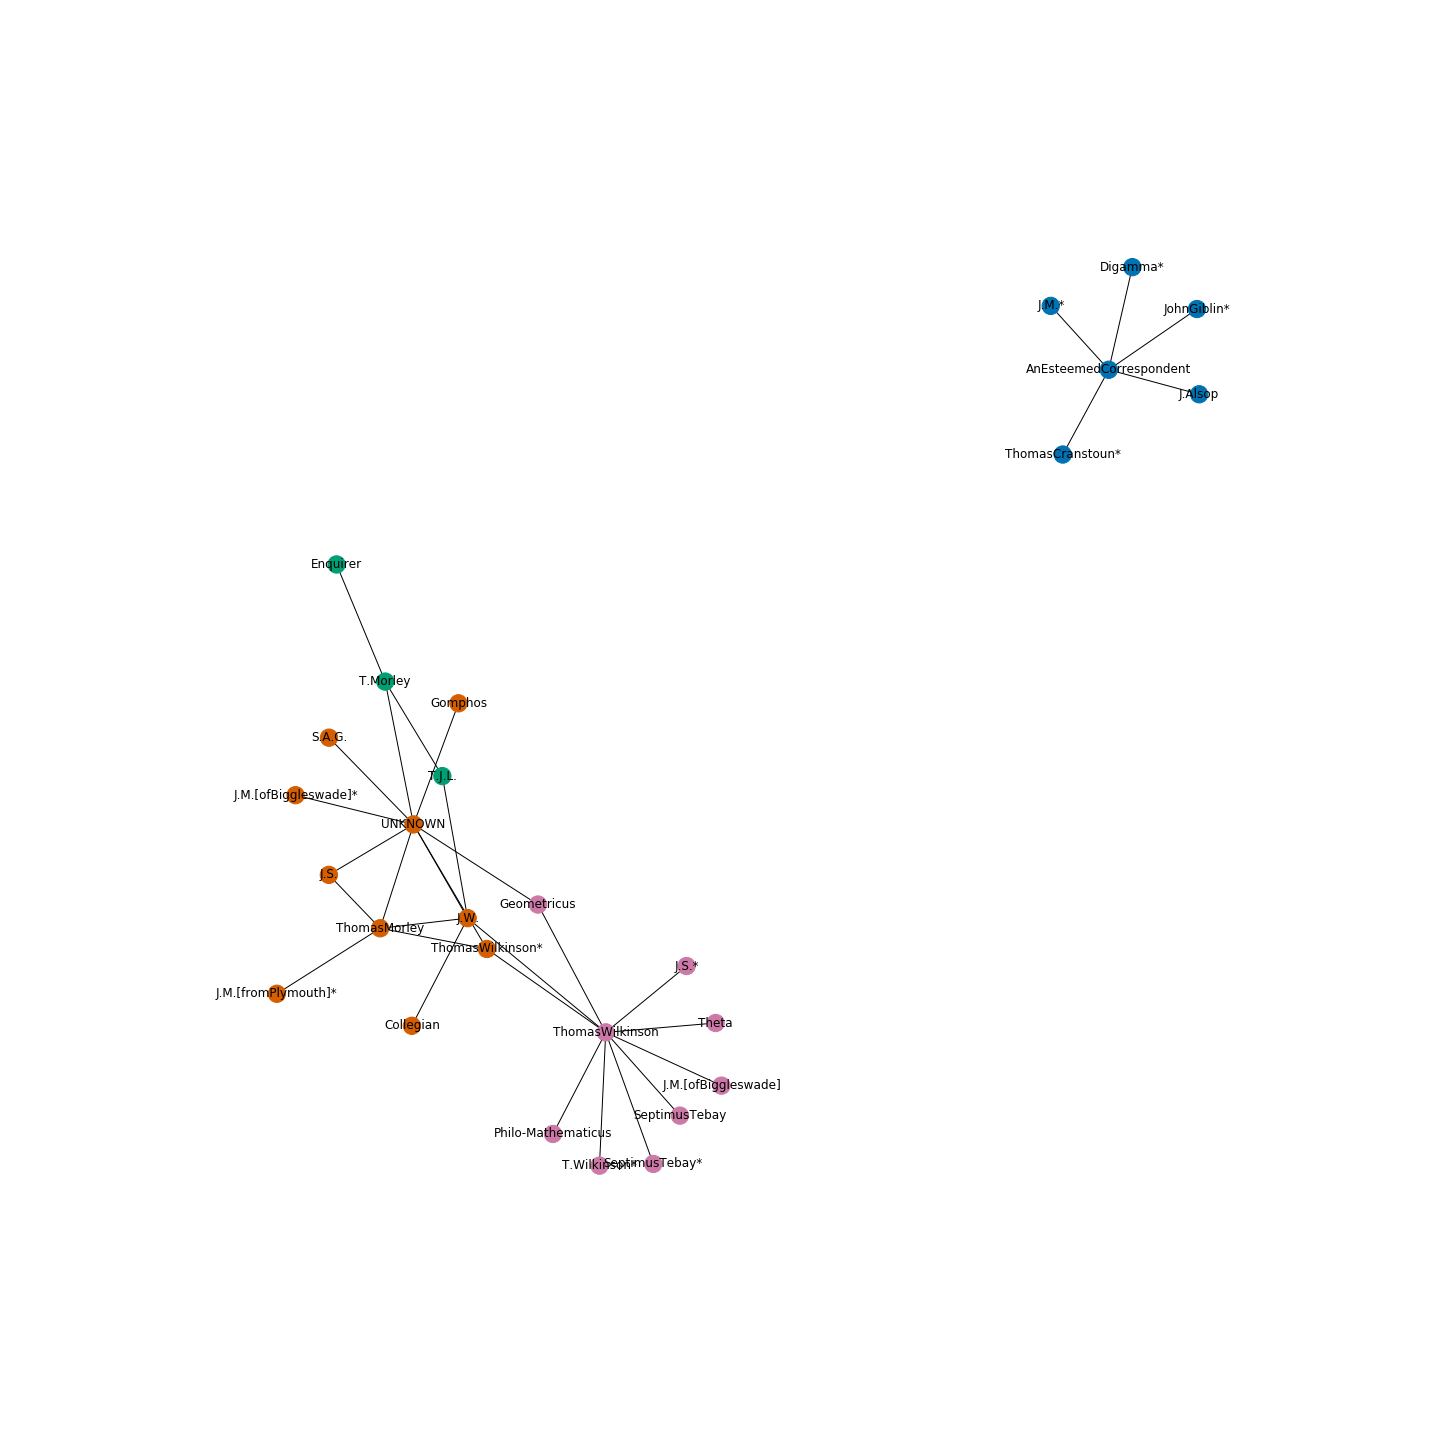 Digamma*
J.M.*
JohnGiblin*
AnEsteemedCorrespondent
J.Alsop
ThomasCranstoun*
Enquirer
T.Morley
Gomphos
S.A.G.
T.J.L.
J.M.[ofBiggleswade]*
UNKNOWN
J.S.
Geometricus
J.W.
ThomasMorley
ThomasWilkinson*
J.S.*
J.M.[fromPlymouth]*
Theta
Collegian
ThomasWilkinson
J.M.[ofBiggleswade]
SeptimusTebay
Philo-Mathematicus
T.Wilkinson*
SeptimusTebay*